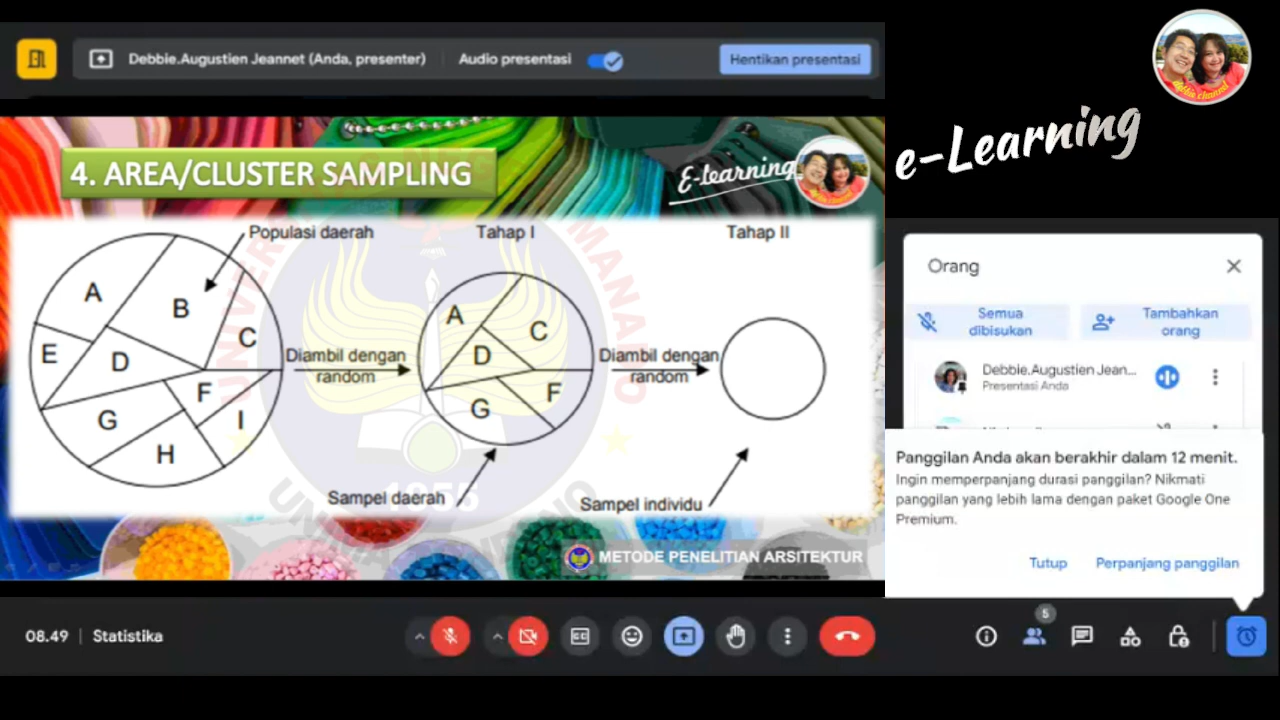 Debbie.Augustien Jeannet (Anda, presenter)
Audio presentasi
Hentikan presentasi
debbie channel
e-Learning
4. AREA/CLUSTER SAMPLING
E-learning
Populasi daerah
Tahap I
Tahap II
A
B
C
E
D
F
G
I
H
Diambil dengan
random
A
C
D
F
G
Diambil dengan
random
Sampel daerah
Sampel individu
1955
METODE PENELITIAN ARSITEKTUR
Orang
Semua
dibisukan
Tambahkan
orang
Debbie.Augustien Jean...
Presentasi Anda
Panggilan Anda akan berakhir dalam 12 menit.
Ingin memperpanjang durasi panggilan? Nikmati
panggilan yang lebih lama dengan paket Google One
Premium.
Tutup
Perpanjang panggilan
08.49 | Statistika
5